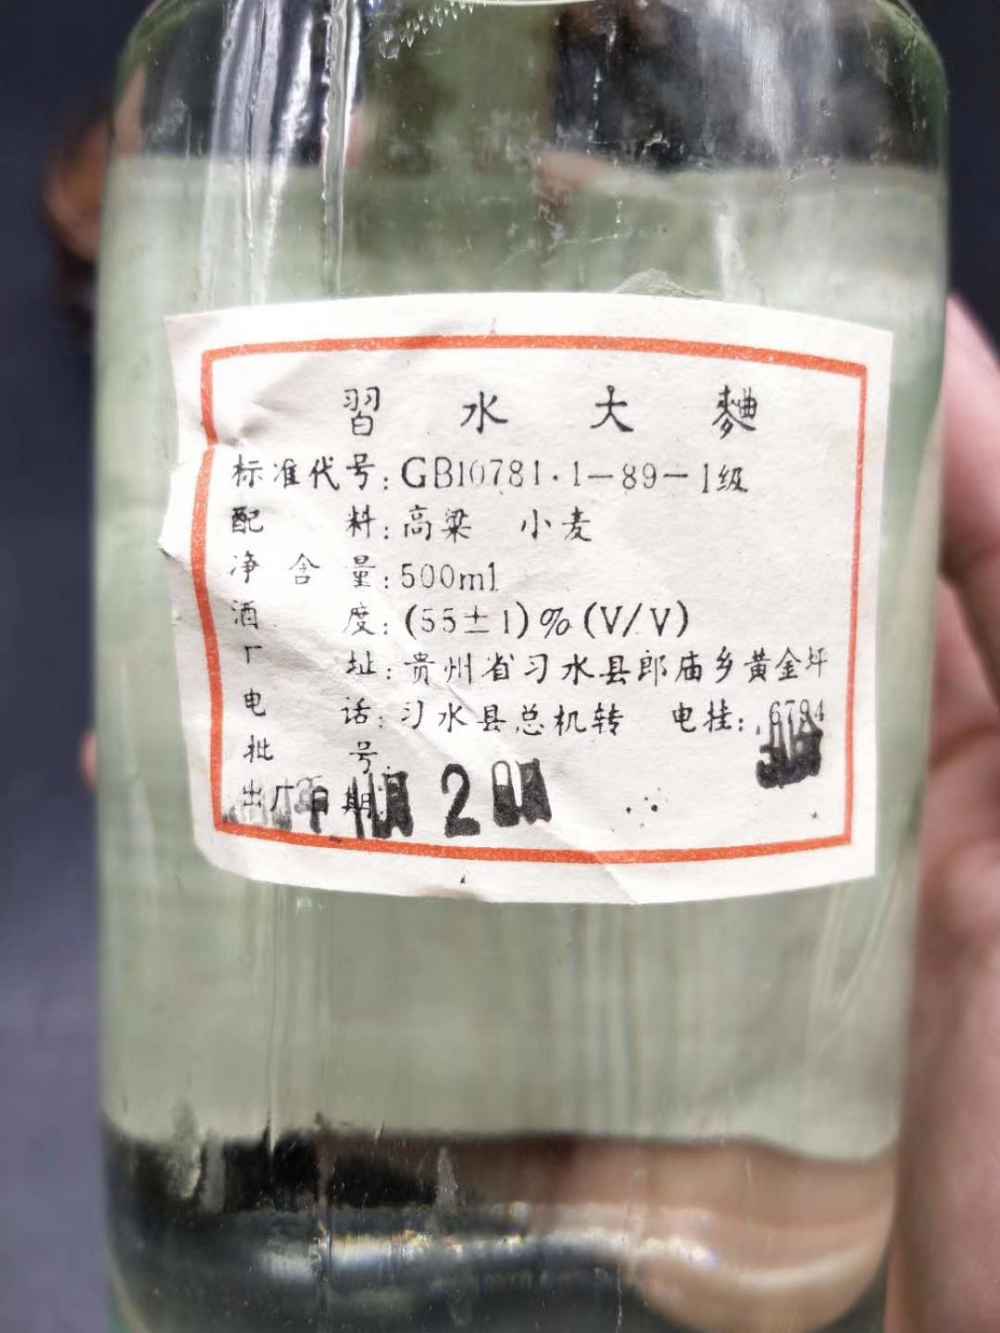 習水大麯
标准代号:GB10781·1-89-1级
配料:高粱 小麦
净含量:500ml
酒度:(55±1)%(V/V)
厂址:贵州省习水县郎庙乡黄金坪
电话:习水县总机转 电挂:6794
批号:
出厂日期: 2